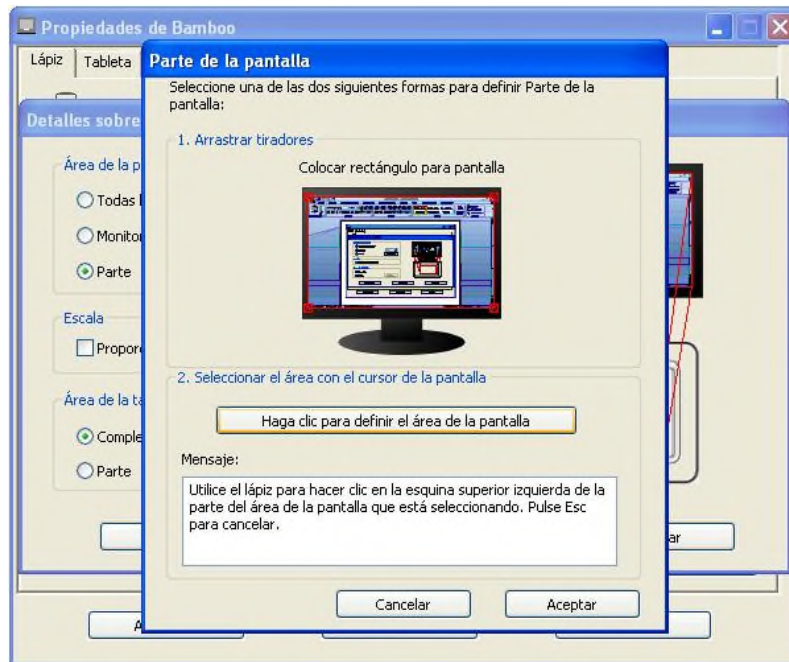 Propiedades de Bamboo
Lápiz
Tableta
Parte de la pantalla
Seleccione una de las dos siguientes formas para definir Parte de la
pantalla:
Detalles sobre
1. Arrastrar tiradores
Colocar rectángulo para pantalla
Área de la
Todas
Parte
Escala
2. Seleccionar el área con el cursor de la pantalla
Área de la
Haga clic para definir el área de la pantalla
Mensaje:
Parte
Utilice el lápiz para hacer clic en la esquina superior izquierda de la
parte del área de la pantalla que está seleccionando. Pulse Esc
para cancelar.
Cancelar
Aceptar